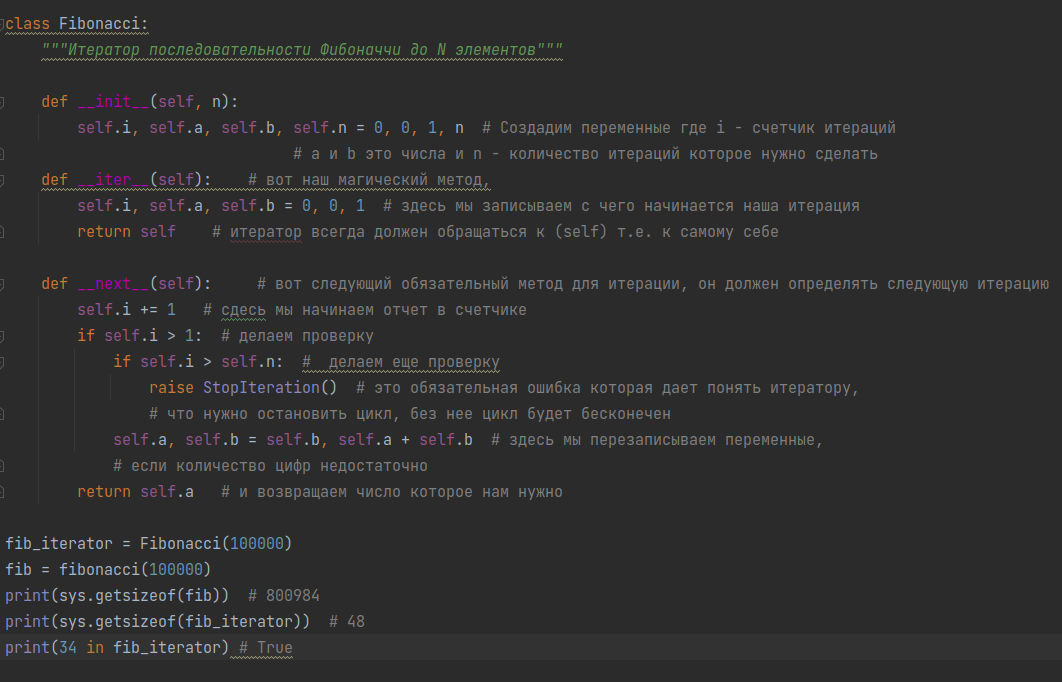 class Fibonacci:
"""Итератор последовательности Фибоначчи до N элементов"""
def __init__(self, n):
self.i, self.a, self.b, self.n = 0, 0, 1, n  # Создадим переменные где i - счетчик итераций
# a и b это числа и n - количество итераций которое нужно сделать
def __iter__(self):    # вот наш магический метод,
self.i, self.a, self.b = 0, 0, 1  # здесь мы записываем с чего начинается наша итерация
return self    # итератор всегда должен обращаться к (self) т.е. к самому себе
def __next__(self):     # вот следующий обязательный метод для итерации, он должен определять следующую итерацию
self.i += 1   # сдесь мы начинаем отчет в счетчике
if self.i > 1:  # делаем проверку
if self.i > self.n:  #  делаем еще проверку
raise StopIteration()  # это обязательная ошибка которая дает понять итератору,
# что нужно остановить цикл, без нее цикл будет бесконечен
self.a, self.b = self.b, self.a + self.b  # здесь мы перезаписываем переменные,
# если количество цифр недостаточно
return self.a   # и возвращаем число которое нам нужно
fib_iterator = Fibonacci(100000)
fib = fibonacci(100000)
print(sys.getsizeof(fib))  # 800984
print(sys.getsizeof(fib_iterator))  # 48
print(34 in fib_iterator) # True